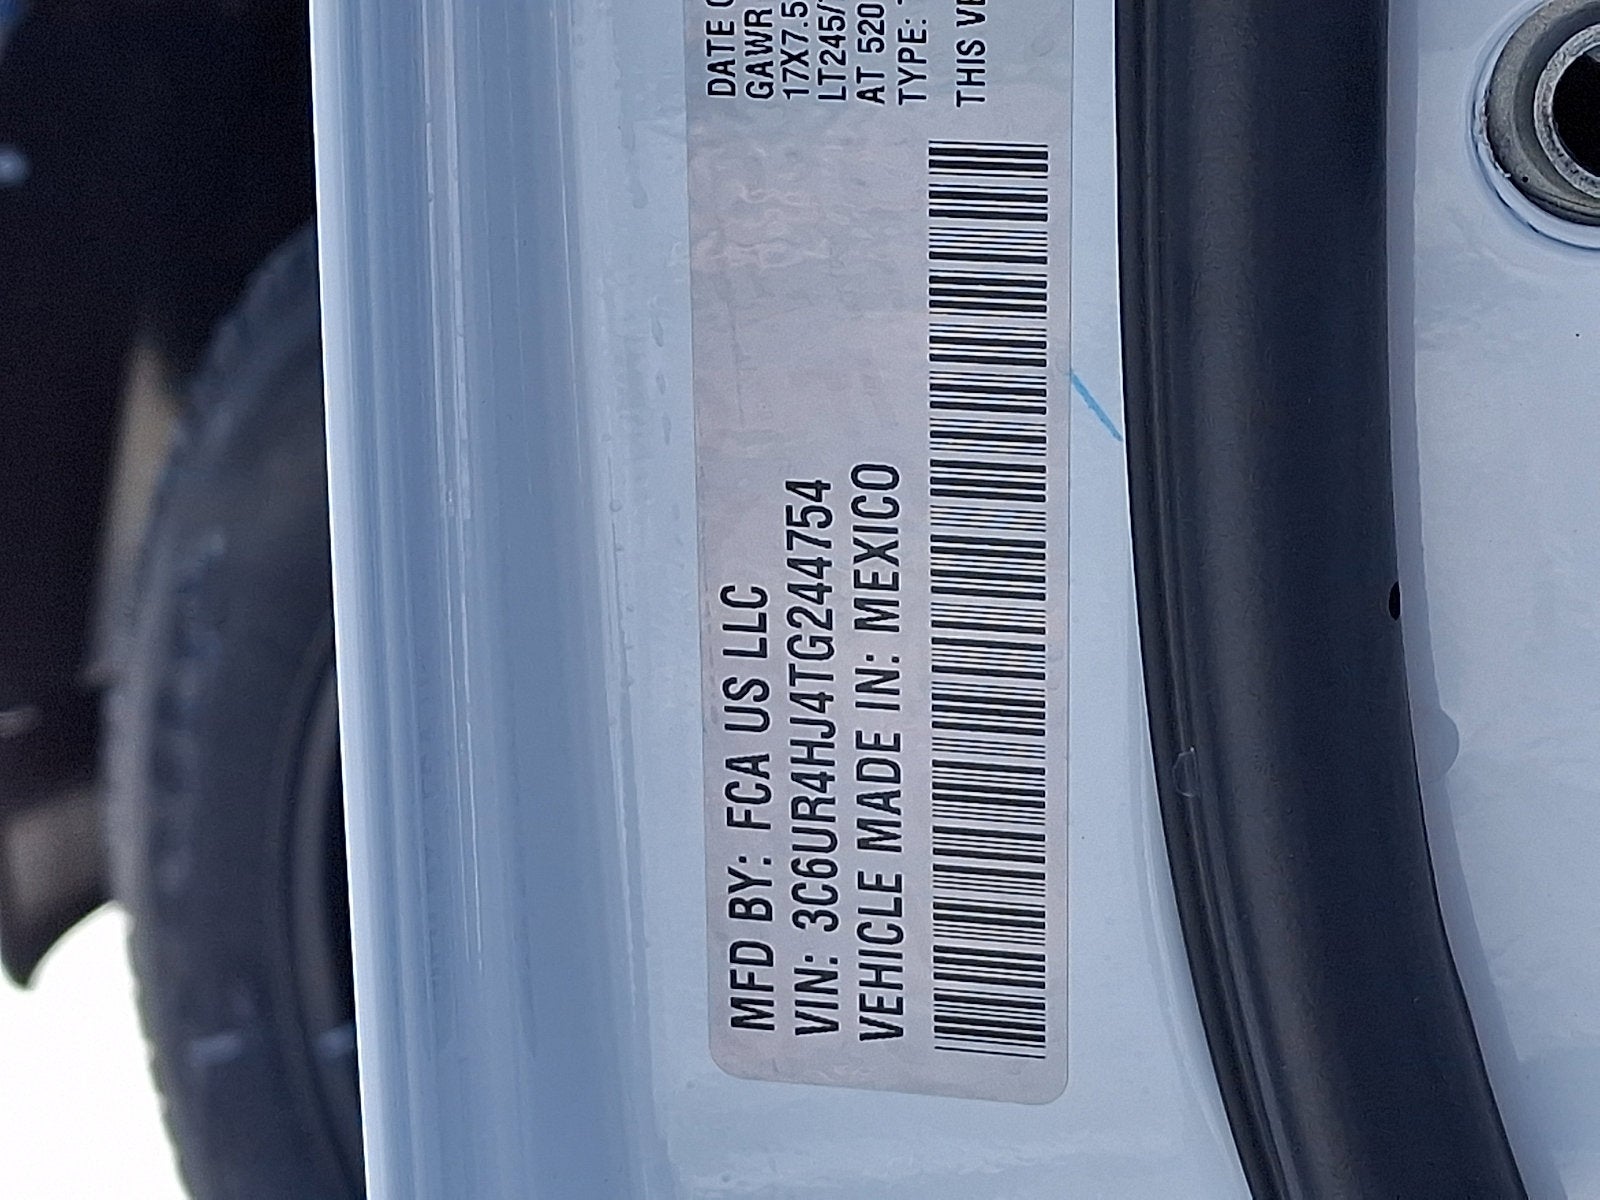 MFD BY: FCA US LLC
VIN: 3C6UR4HJ4TG244754
VEHICLE MADE IN: MEXICO
DATE
GAWR
17X7.5
LT245/
AT 520
TYPE:
THIS